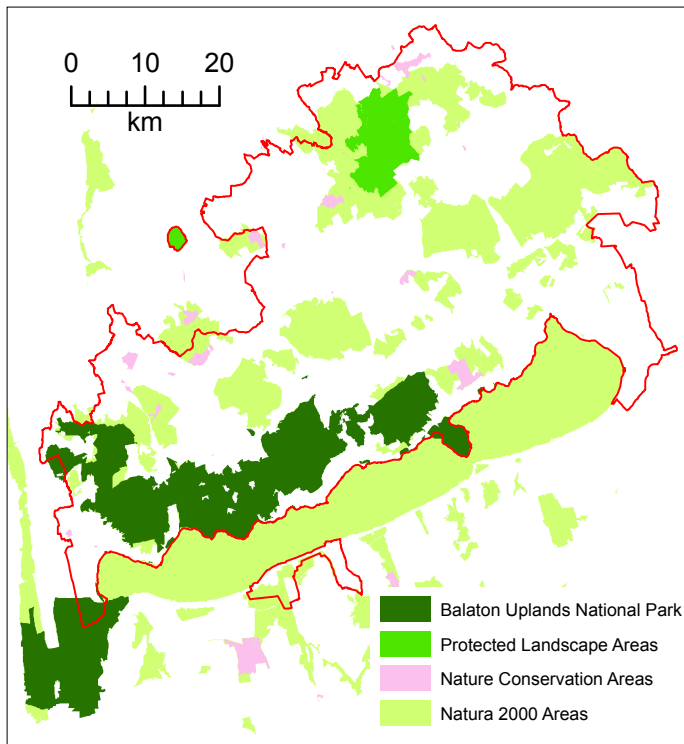 0 10 20
km
Balaton Uplands National Park
Protected Landscape Areas
Nature Conservation Areas
Natura 2000 Areas